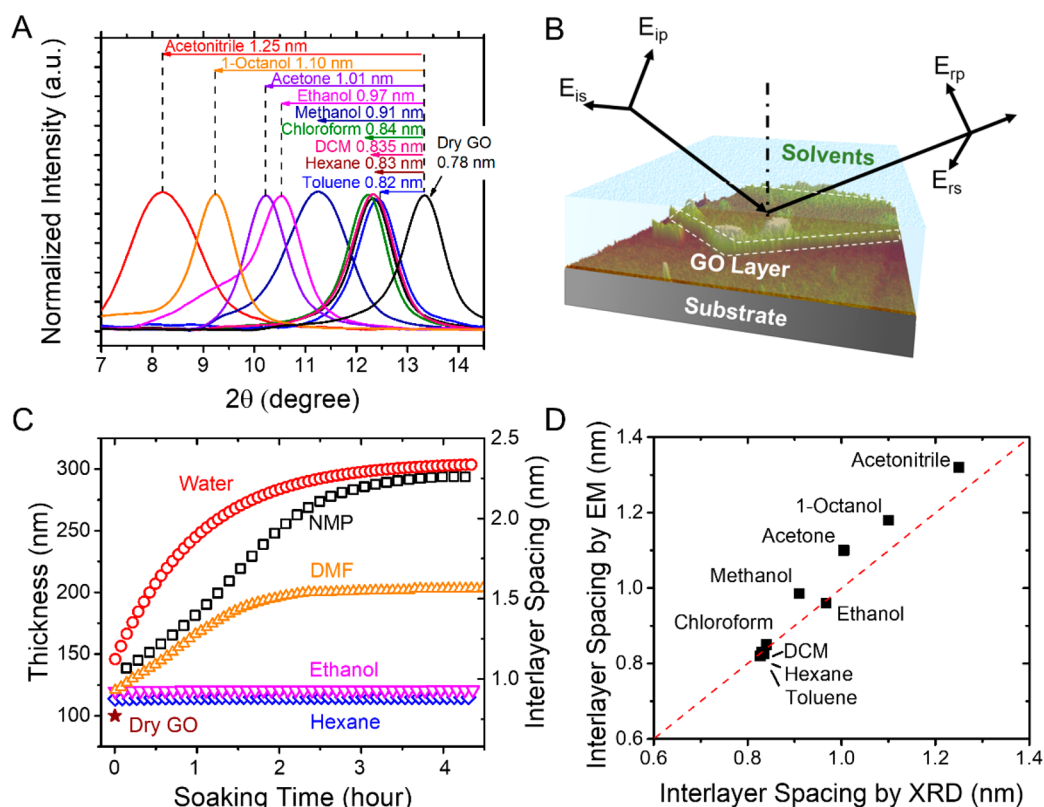 A
Normalized Intensity (a.u.)
Acetonitrile 1.25 nm
1-Octanol 1.10 nm
Acetone 1.01 nm
Ethanol 0.97 nm
Methanol 0.91 nm
Chloroform 0.84 nm
DCM 0.835 nm
Hexane 0.83 nm
Toluene 0.82 nm
Dry GO
0.78 nm
7 8 9 10 11 12 13 14
2θ (degree)
B
Eip
Eis
Erp
Ers
Solvents
GO Layer
Substrate
C
Thickness (nm)
300
250
200
150
100
Water
NMP
DMF
Ethanol
Hexane
Dry GO
2.5
2.0
1.5
1.0
Interlayer Spacing (nm)
0 1 2 3 4
Soaking Time (hour)
D
Interlayer Spacing by EM (nm)
1.4
1.2
1.0
0.8
0.6
Acetonitrile
1-Octanol
Acetone
Methanol
Ethanol
Chloroform
DCM
Hexane
Toluene
0.6 0.8 1.0 1.2 1.4
Interlayer Spacing by XRD (nm)